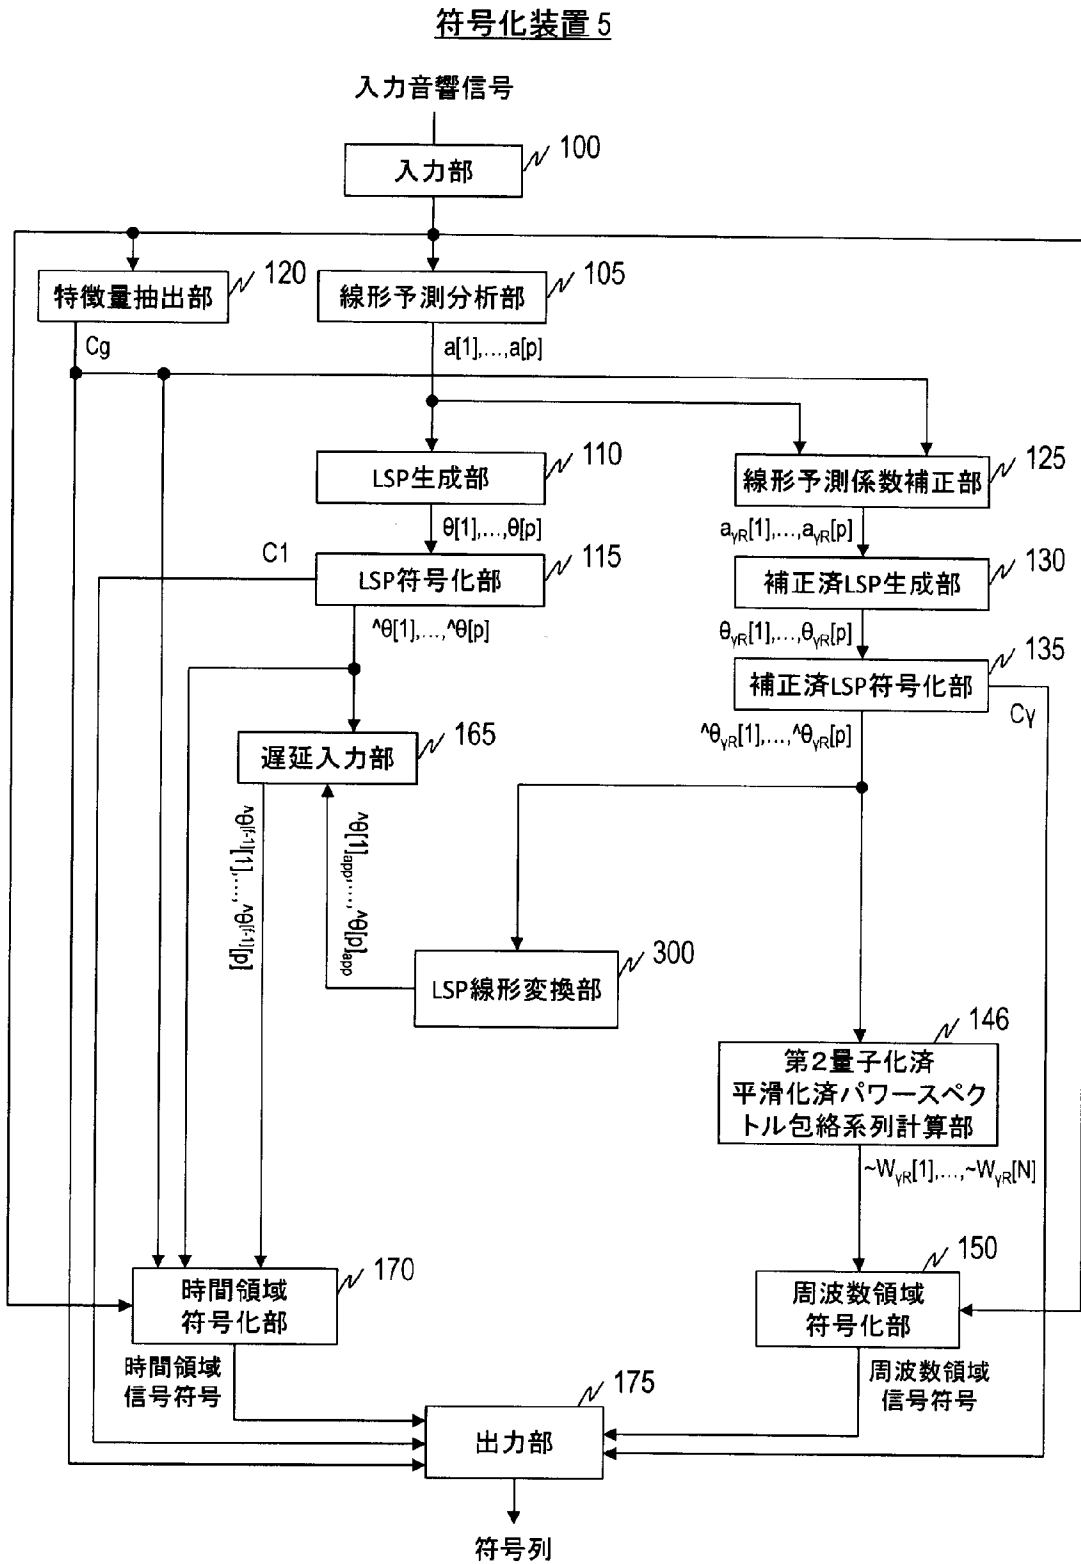 符号化装置5
入力音響信号
入力部
100
特徴量抽出部
120
線形予測分析部
105
Cg
a[1],...,a[p]
LSP生成部
110
線形予測係数補正部
125
θ[1],...,θ[p]
aγR[1],...,aγR[p]
C1
LSP符号化部
115
補正済LSP生成部
130
^θ[1],...,^θ[p]
θγR[1],...,θγR[p]
補正済LSP符号化部
135
Cγ
^θγR[1],...,^θγR[p]
遅延入力部
165
^θ[f-1][1],...,^θ[f-1][p]
^θ[1]app,...,^θ[p]app
LSP線形変換部
300
146
第2量子化済
平滑化済パワースペク
トル包絡系列計算部
~WγR[1],...,~WγR[N]
時間領域
符号化部
170
周波数領域
符号化部
150
時間領域
信号符号
周波数領域
信号符号
出力部
175
符号列